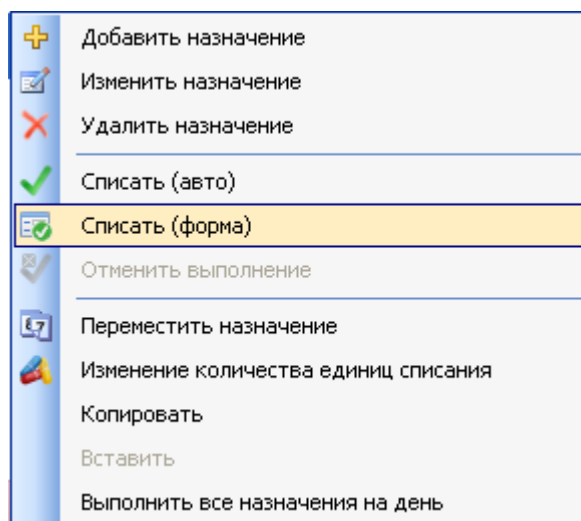 Добавить назначение
Изменить назначение
Удалить назначение
Списать (авто)
Списать (форма)
Отменить выполнение
Переместить назначение
Изменение количества единиц списания
Копировать
Вставить
Выполнить все назначения на день